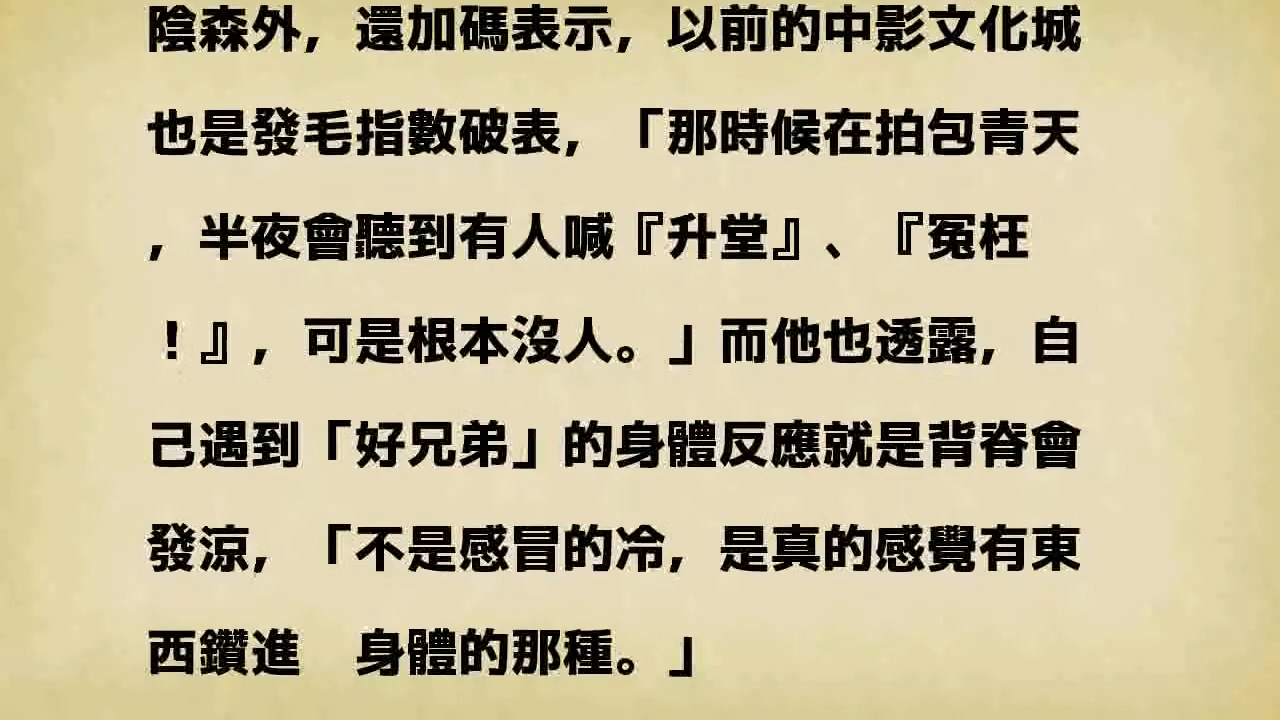 陰森外，還加碼表示，以前的中影文化城
也是發毛指數破表，「那時候在拍包青天
，半夜會聽到有人喊『升堂』、『冤枉
！』，可是根本沒人。」而他也透露，自
己遇到「好兄弟」的身體反應就是背脊會
發涼，「不是感冒的冷，是真的感覺有東
西鑽進　身體的那種。」